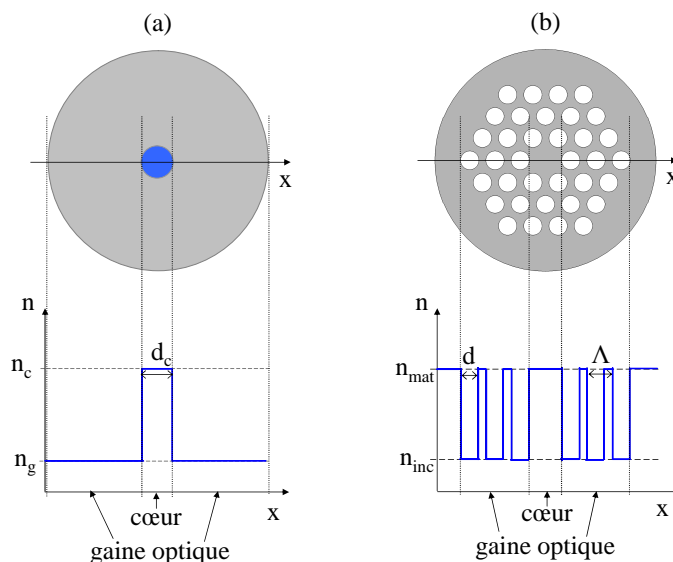 (a)
(b)
x
x
n
n_c
d_c
n_g
x
cœur
gaine optique
n
n_mat
d
Λ
n_inc
x
cœur
gaine optique